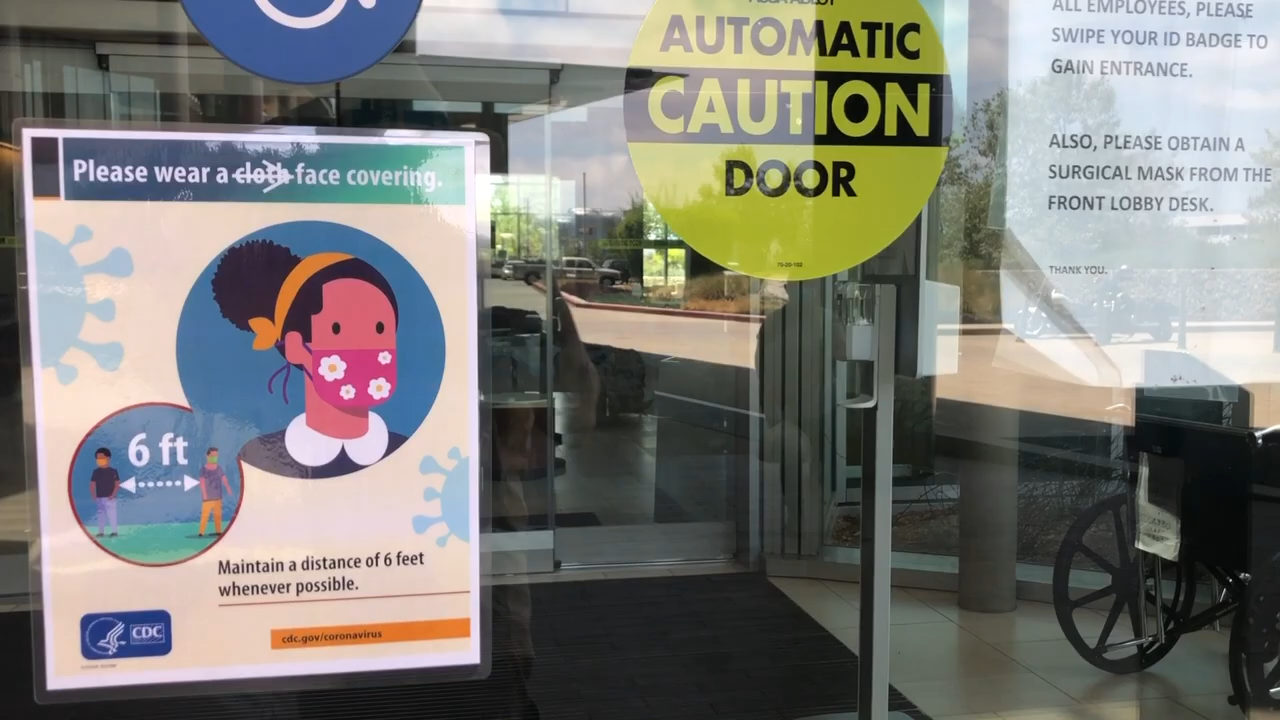 Please wear a cloth face covering.
6 ft
Maintain a distance of 6 feet
whenever possible.
CDC
cdc.gov/coronavirus
AUTOMATIC
CAUTION
DOOR
ALL EMPLOYEES, PLEASE
SWIPE YOUR ID BADGE TO
GAIN ENTRANCE.
ALSO, PLEASE OBTAIN A
SURGICAL MASK FROM THE
FRONT LOBBY DESK.
THANK YOU.